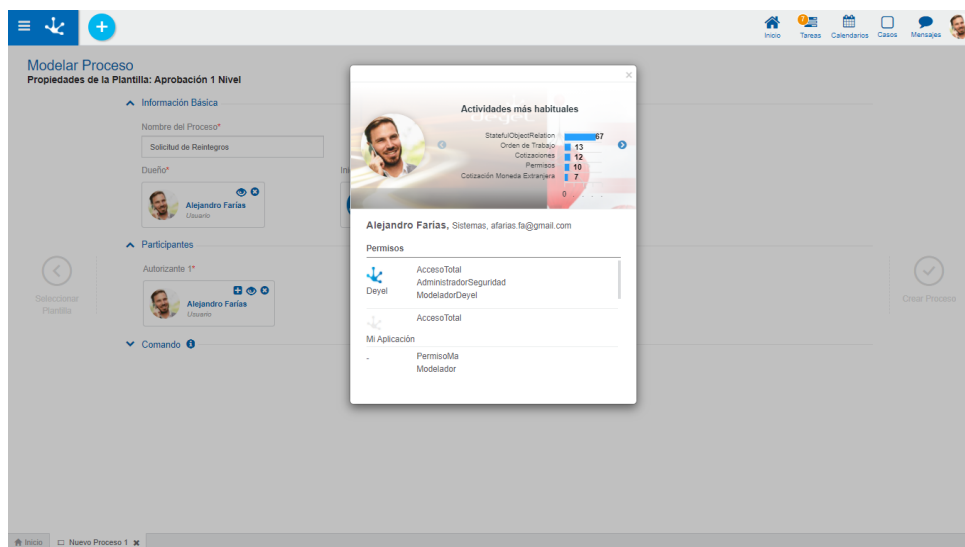 7
Inicio
Tareas
Calendarios
Casos
Mensajes
Modelar Proceso
Propiedades de la Plantilla: Aprobación 1 Nivel
Información Básica
Nombre del Proceso*
Solicitud de Reintegros
Dueño*
Ini
Alejandro Farías
Usuario
Participantes
Autorizante 1*
Alejandro Farías
Usuario
Comando
Seleccionar
Plantilla
Crear Proceso
×
Actividades más habituales
StatefulObjectRelation 67
Orden de Trabajo 13
Cotizaciones 12
Permisos 10
Cotización Moneda Extranjera 7
0
Alejandro Farías, Sistemas, afarias.fa@gmail.com
Permisos
Deyel
AccesoTotal
AdministradorSeguridad
ModeladorDeyel
AccesoTotal
Mi Aplicación
- PermisoMa
Modelador
Inicio
Nuevo Proceso 1